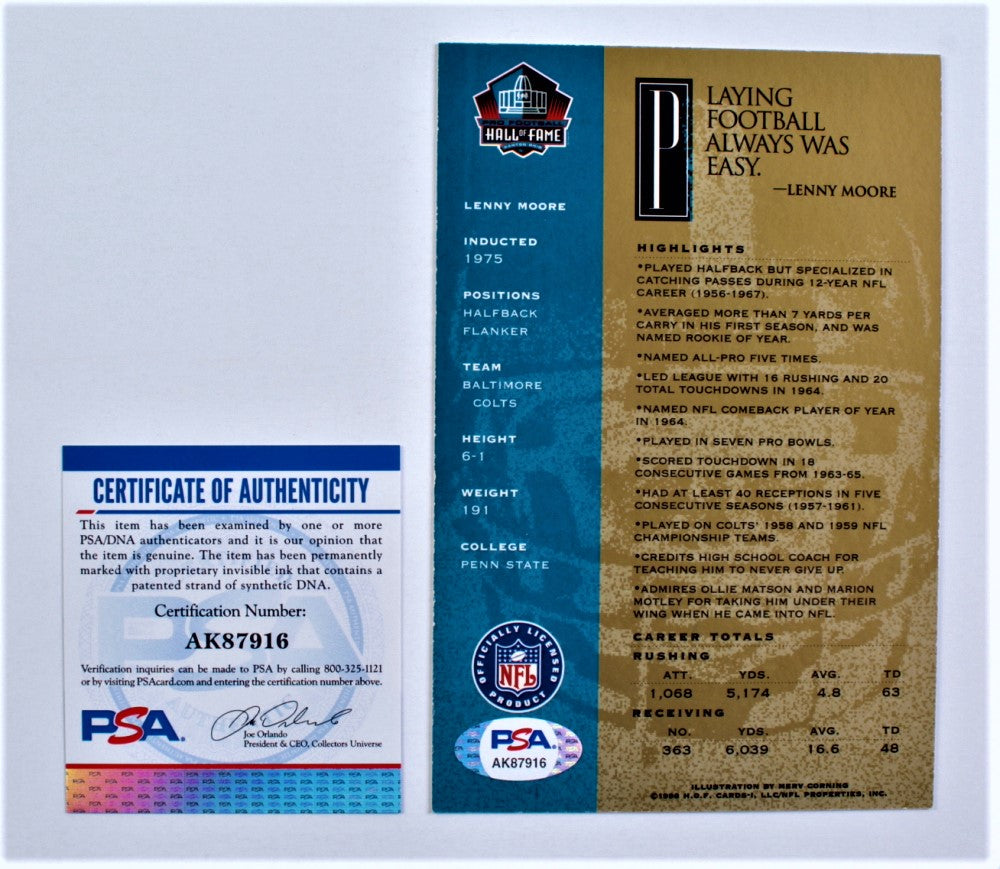 CERTIFICATE OF AUTHENTICITY
This item has been examined by one or more
PSA/DNA authenticators and it is our opinion that
the item is genuine. The item has been permanently
marked with proprietary invisible ink that contains a
patented strand of synthetic DNA.
Certification Number:
AK87916
Verification inquiries can be made to PSA by calling 800-325-1121
or by visiting PSAcard.com and entering the certification number above.
PSA
Joe Orlando
President & CEO, Collectors Universe
PRO FOOTBALL
HALL OF FAME
CANTON·OHIO
LENNY MOORE
INDUCTED
1975
POSITIONS
HALFBACK
FLANKER
TEAM
BALTIMORE
COLTS
HEIGHT
6-1
WEIGHT
191
COLLEGE
PENN STATE
OFFICIALLY LICENSED
NFL
PRODUCT
PSA
AK87916
PLAYING
FOOTBALL
ALWAYS WAS
EASY.
—LENNY MOORE
HIGHLIGHTS
•PLAYED HALFBACK BUT SPECIALIZED IN
CATCHING PASSES DURING 12-YEAR NFL
CAREER (1956-1967).
•AVERAGED MORE THAN 7 YARDS PER
CARRY IN HIS FIRST SEASON, AND WAS
NAMED ROOKIE OF YEAR.
•NAMED ALL-PRO FIVE TIMES.
•LED LEAGUE WITH 16 RUSHING AND 20
TOTAL TOUCHDOWNS IN 1964.
•NAMED NFL COMEBACK PLAYER OF YEAR
IN 1964.
•PLAYED IN SEVEN PRO BOWLS.
•SCORED TOUCHDOWN IN 18
CONSECUTIVE GAMES FROM 1963-65.
•HAD AT LEAST 40 RECEPTIONS IN FIVE
CONSECUTIVE SEASONS (1957-1961).
•PLAYED ON COLTS' 1958 AND 1959 NFL
CHAMPIONSHIP TEAMS.
•CREDITS HIGH SCHOOL COACH FOR
TEACHING HIM TO NEVER GIVE UP.
•ADMIRES OLLIE MATSON AND MARION
MOTLEY FOR TAKING HIM UNDER THEIR
WING WHEN HE CAME INTO NFL.
CAREER TOTALS
RUSHING
ATT. YDS. AVG. TD
1,068 5,174 4.8 63
RECEIVING
NO. YDS. AVG. TD
363 6,039 16.6 48
ILLUSTRATION BY MERV CORNING
H.O.F. CARDS-I, LLC/NFL PROPERTIES, INC.